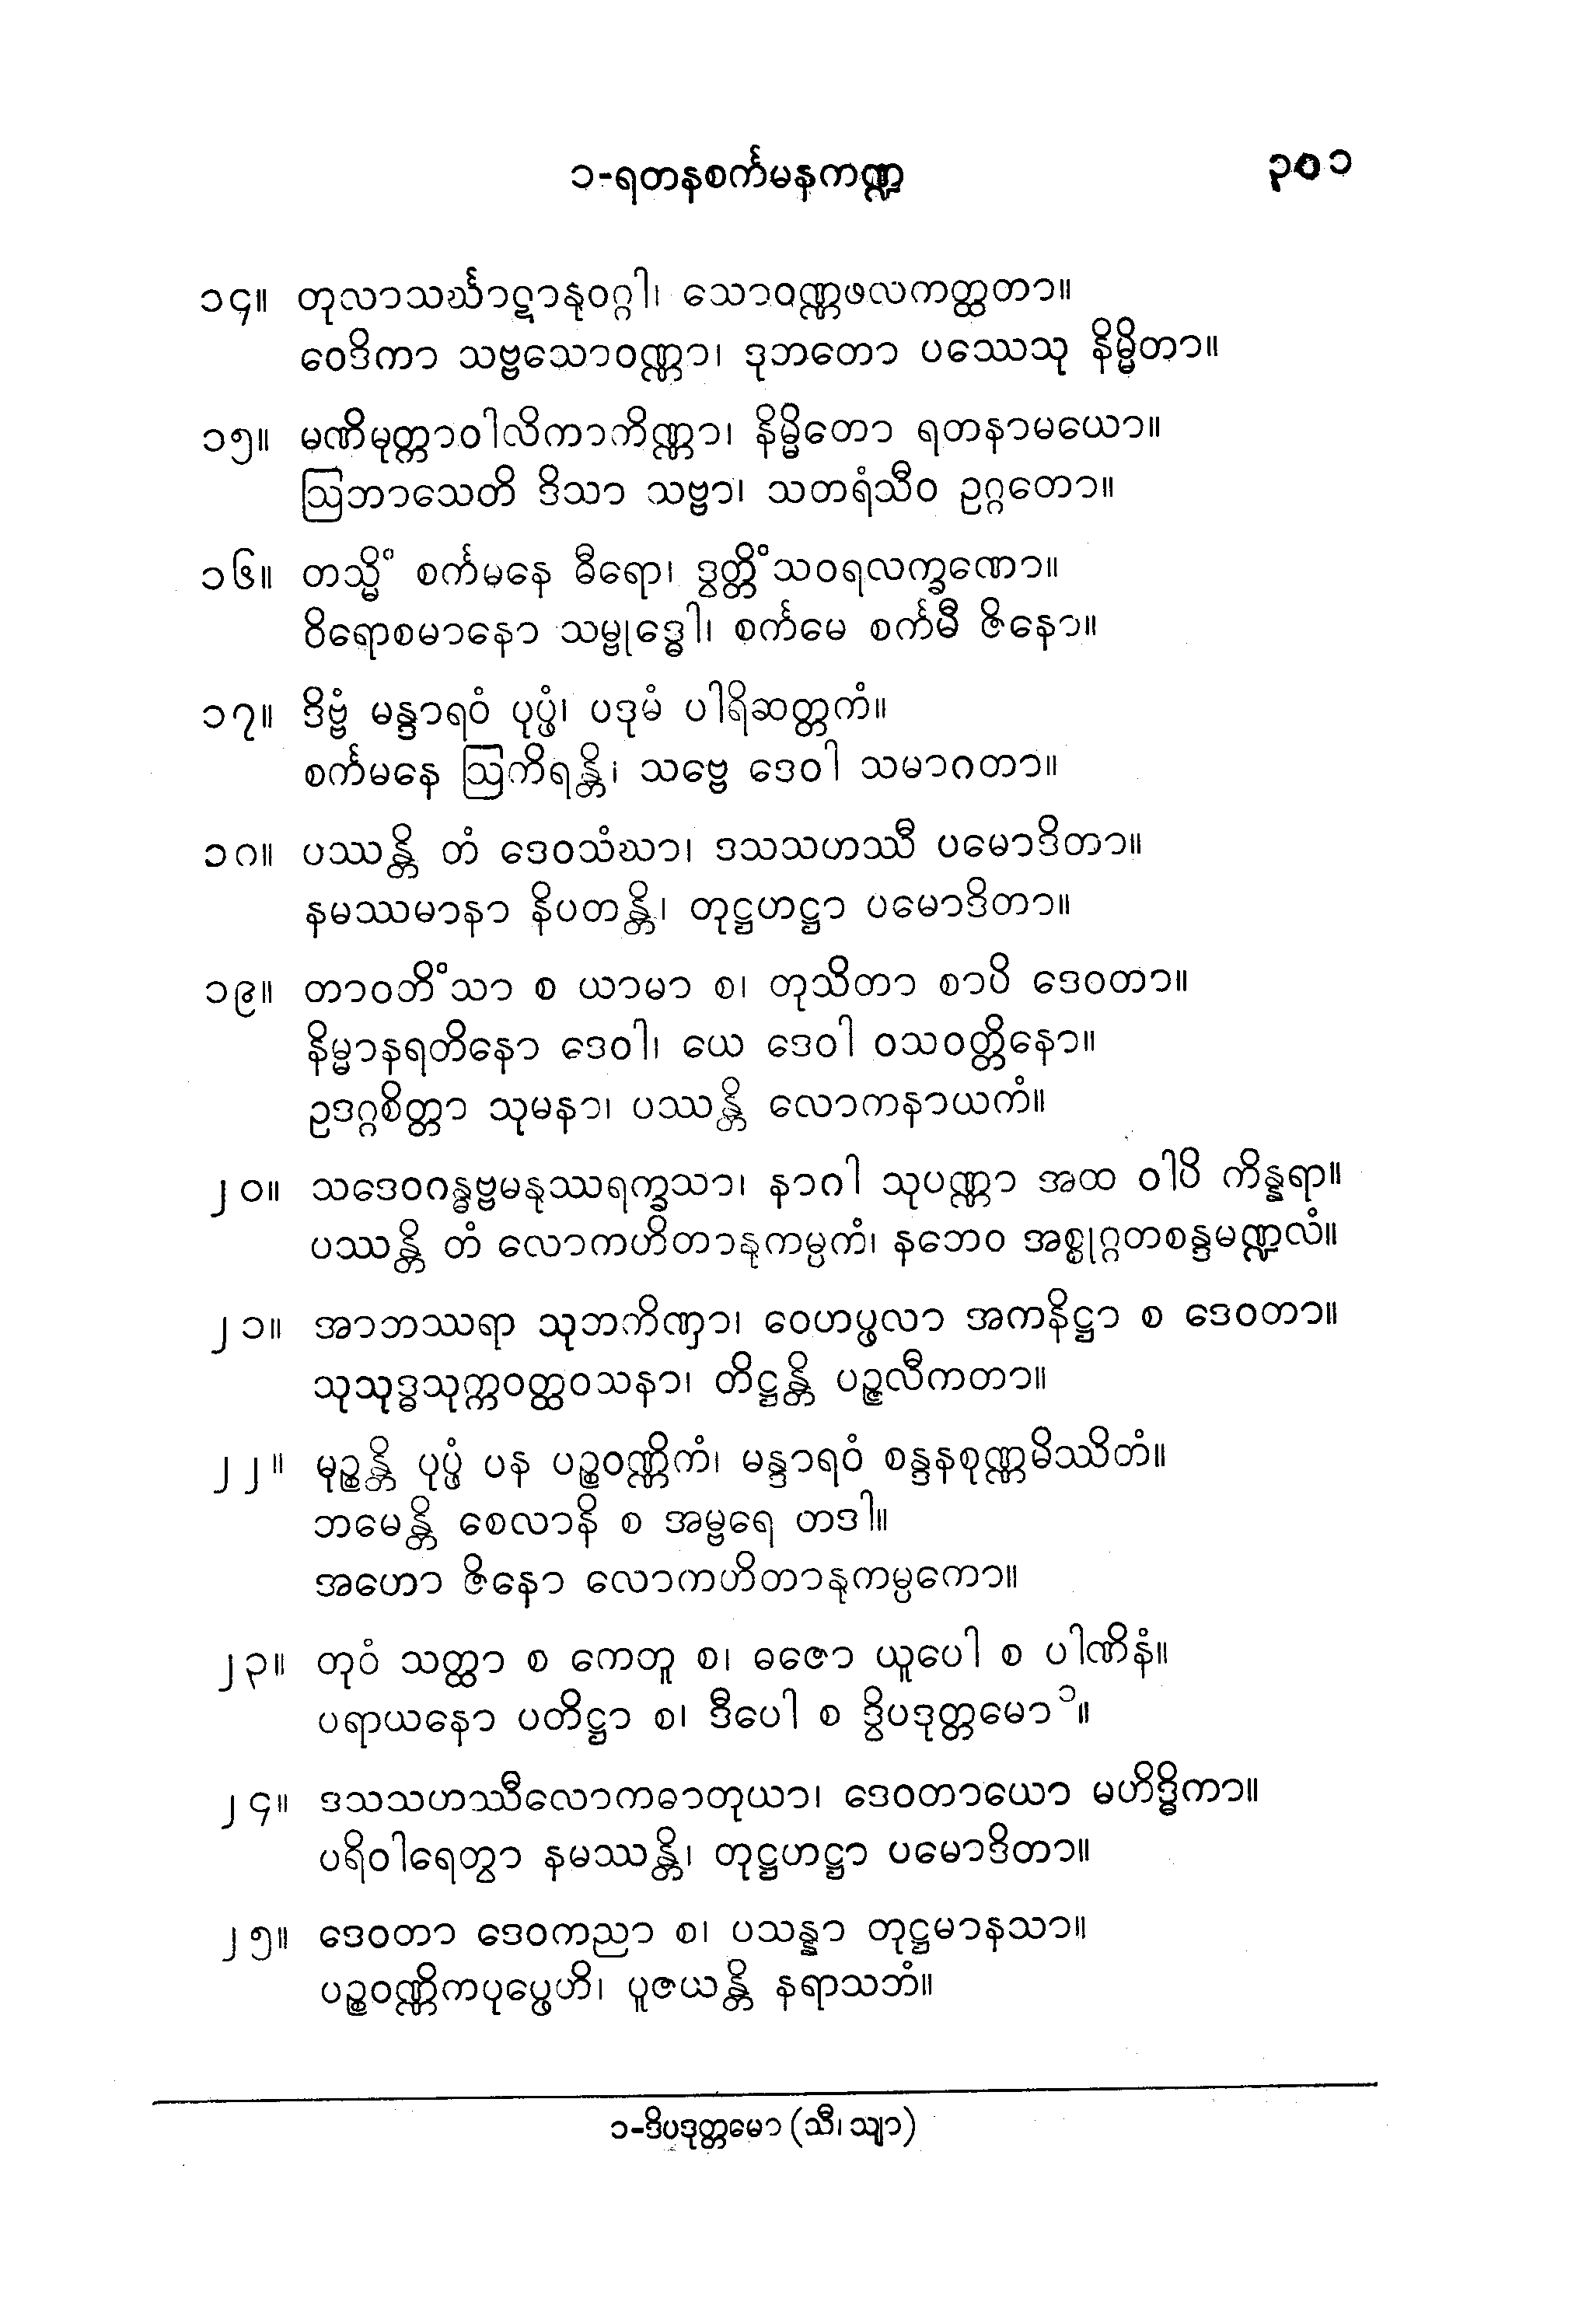 ၁-ရတနစင်္ကမနကဏ္ဍ ၃၀၁
၁၄။ တုလာသင်္ဃာဋာနုဝဂ္ဂါ၊ သောဝဏ္ဏဖလကတ္ထတာ။
ဝေဒိကာ သဗ္ဗသောဝဏ္ဏာ၊ ဒုဘတော ပဿေသု နိမ္မိတာ။
၁၅။ မဏိမုတ္တာဝါလိကာကိဏ္ဏာ၊ နိမ္မိတော ရတနာမယော။
ဩဘာသေတိ ဒိသာ သဗ္ဗာ၊ သတရံသီဝ ဥဂ္ဂတော။
၁၆။ တသ္မိံ စင်္ကမနေ ဓီရော၊ ဒွတ္တိံသဝရလက္ခဏော။
ဝိရောစမာနော သမ္ဗုဒ္ဓေါ၊ စင်္ကမေ စင်္ကမီ ဇိနော။
၁၇။ ဒိဗ္ဗံ မန္ဒာရဝံ ပုပ္ဖံ၊ ပဒုမံ ပါရိဆတ္တကံ။
စင်္ကမနေ ဩကိရန္တိ၊ သဗ္ဗေ ဒေဝါ သမာဂတာ။
၁၈။ ပဿန္တိ တံ ဒေဝသံဃာ၊ ဒသသဟဿီ ပမောဒိတာ။
နမဿမာနာ နိပတန္တိ၊ တုဋ္ဌဟဋ္ဌာ ပမောဒိတာ။
၁၉။ တာဝတိံသာ စ ယာမာ စ၊ တုသိတာ စာပိ ဒေဝတာ။
နိမ္မာနရတိနော ဒေဝါ၊ ယေ ဒေဝါ ဝသဝတ္တိနော။
ဥဒဂ္ဂစိတ္တာ သုမနာ၊ ပဿန္တိ လောကနာယကံ။
၂၀။ သဒေဝဂန္ဓဗ္ဗမနုဿရက္ခသာ၊ နာဂါ သုပဏ္ဏာ အထ ဝါပိ ကိန္နရာ။
ပဿန္တိ တံ လောကဟိတာနုကမ္ပကံ၊ နဘေဝ အစ္စုဂ္ဂတစန္ဒမဏ္ဍလံ။
၂၁။ အာဘဿရာ သုဘကိဏှာ၊ ဝေဟပ္ဖလာ အကနိဋ္ဌာ စ ဒေဝတာ။
သုသုဒ္ဓသုက္ကဝတ္ထဝသနာ၊ တိဋ္ဌန္တိ ပဉ္ဇလီကတာ။
၂၂။ မုဉ္စန္တိ ပုပ္ဖံ ပန ပဉ္စဝဏ္ဏိကံ၊ မန္ဒာရဝံ စန္ဒနစုဏ္ဏမိဿိတံ။
ဘမေန္တိ စေလာနိ စ အမ္ဗရေ တဒါ။
အဟော ဇိနော လောကဟိတာနုကမ္ပကော။
၂၃။ တုဝံ သတ္ထာ စ ကေတူ စ၊ ဓဇော ယူပေါ စ ပါဏိနံ။
ပရာယနော ပတိဋ္ဌာ စ၊ ဒီပေါ စ ဒွိပဒုတ္တမော၁။
၂၄။ ဒသသဟဿီလောကဓာတုယာ၊ ဒေဝတာယော မဟိဒ္ဓိကာ။
ပရိဝါရေတွာ နမဿန္တိ၊ တုဋ္ဌဟဋ္ဌာ ပမောဒိတာ။
၂၅။ ဒေဝတာ ဒေဝကညာ စ၊ ပသန္နာ တုဋ္ဌမာနသာ။
ပဉ္စဝဏ္ဏိကပုပ္ဖေဟိ၊ ပူဇယန္တိ နရာသဘံ။
၁-ဒိပဒုတ္တမော (သီ၊ သျာ)